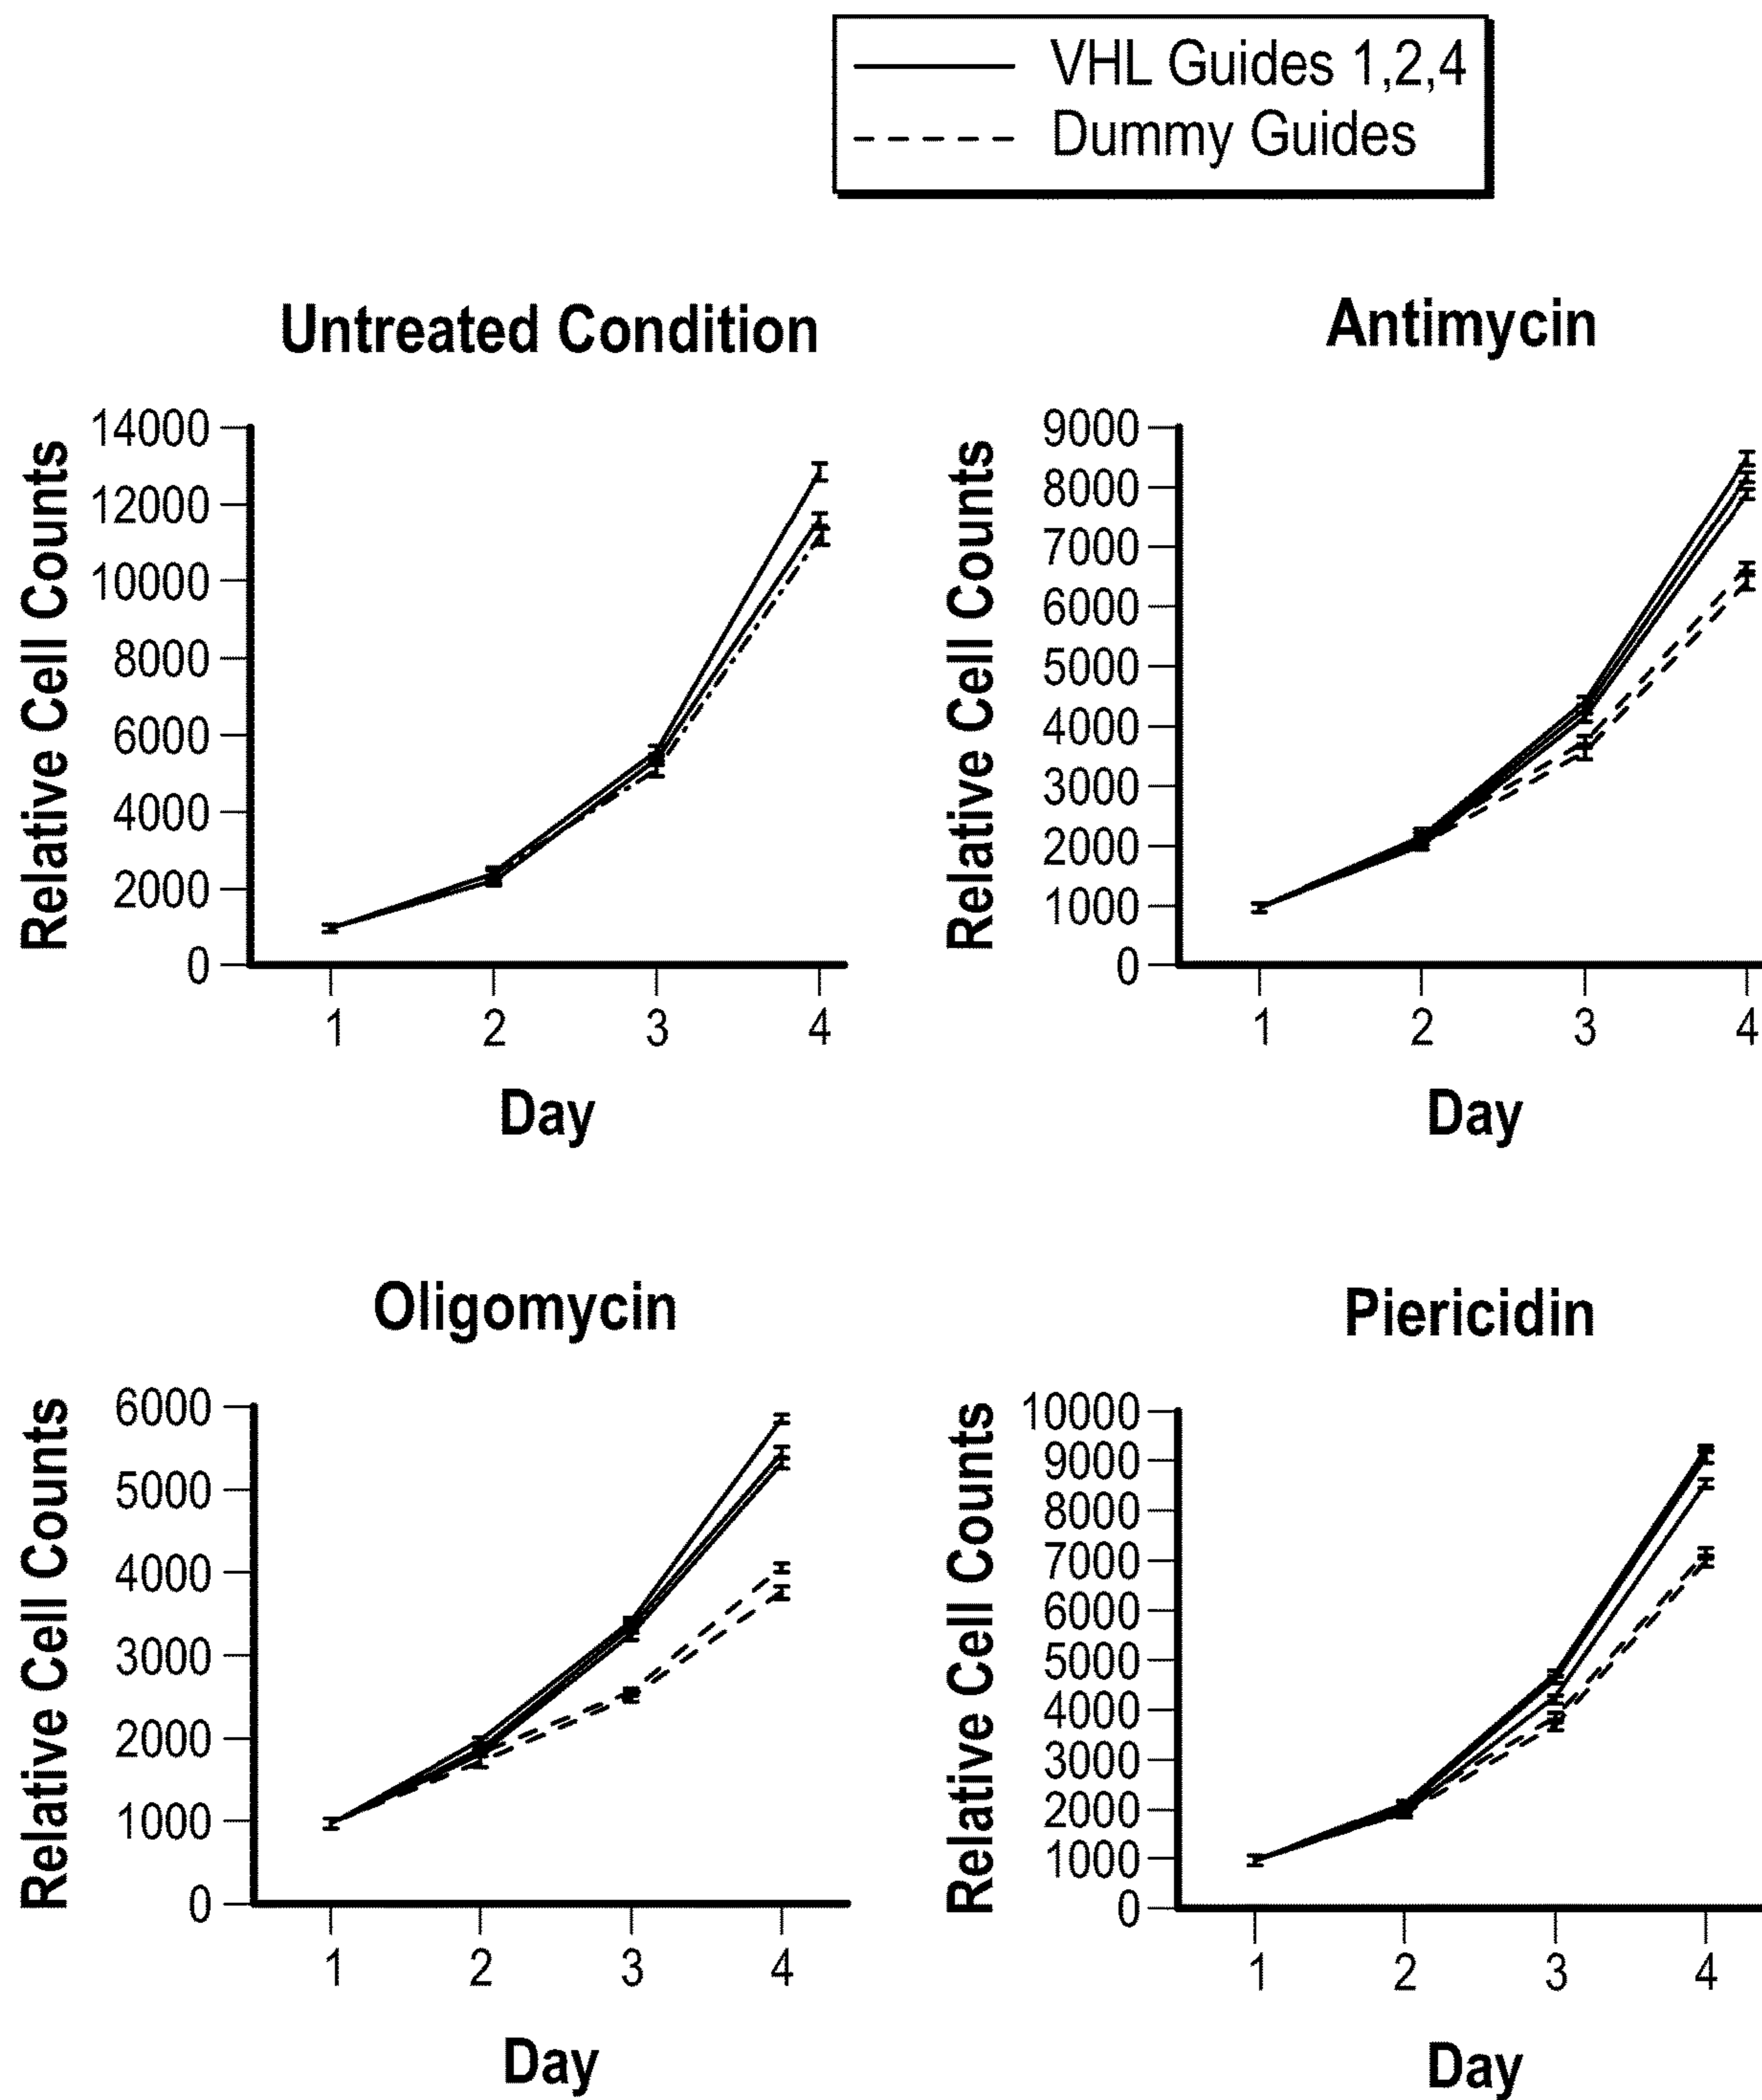 VHL Guides 1,2,4
Dummy Guides
Untreated Condition
Relative Cell Counts
14000
12000
10000
8000
6000
4000
2000
0
1 2 3 4
Day
Antimycin
Relative Cell Counts
9000
8000
7000
6000
5000
4000
3000
2000
1000
0
1 2 3 4
Day
Oligomycin
Relative Cell Counts
6000
5000
4000
3000
2000
1000
0
1 2 3 4
Day
Piericidin
Relative Cell Counts
10000
9000
8000
7000
6000
5000
4000
3000
2000
1000
0
1 2 3 4
Day